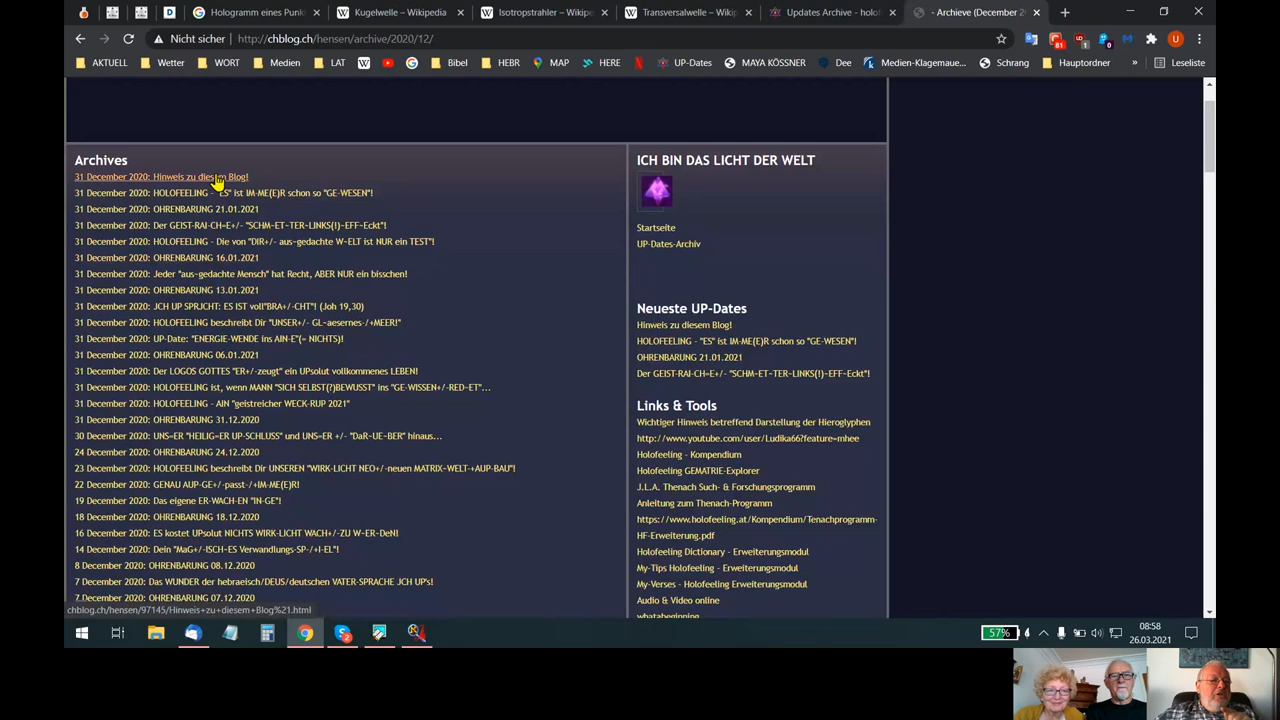 Hologramm eines Punkt
Kugelwelle – Wikipedia
Isotropstrahler – Wikipe
Transversalwelle – Wiki
Updates Archive - holof
- Archieve (December 2
Nicht sicher
http://chblog.ch/hensen/archive/2020/12/
AKTUELL
Wetter
WORT
Medien
LAT
Bibel
HEBR
MAP
HERE
UP-Dates
MAYA KÖSSNER
Dee
Medien-Klagemaue...
Schrang
Hauptordner
»
Leseliste
Archives
31 December 2020: Hinweis zu diesem Blog!
31 December 2020: HOLOFEELING - "ES" ist IM-ME(E)R schon so "GE-WESEN"!
31 December 2020: OHRENBARUNG 21.01.2021
31 December 2020: Der GEIST-RAI-CH=E+/- "SCHM-ET~TER~LINKS(!)~EFF~Eckt"!
31 December 2020: HOLOFEELING - Die von "DIR+/- aus~gedachte W~ELT ist NUR ein TEST"!
31 December 2020: OHRENBARUNG 16.01.2021
31 December 2020: Jeder "aus~gedachte Mensch" hat Recht, ABER NUR ein bisschen!
31 December 2020: OHRENBARUNG 13.01.2021
31 December 2020: JCH UP SPRJCHT: ES IST voll"BRA+/-CHT"! (Joh 19,30)
31 December 2020: HOLOFEELING beschreibt Dir "UNSER+/- GL~aesernes-/+MEER!"
31 December 2020: UP-Date: "ENERGIE-WENDE ins AIN-E"(= NICHTS)!
31 December 2020: OHRENBARUNG 06.01.2021
31 December 2020: Der LOGOS GOTTES "ER+/-zeugt" ein UPsolut vollkommenes LEBEN!
31 December 2020: HOLOFEELING ist, wenn MANN "SICH SELBST(?)BEWUSST" ins "GE-WISSEN+/-RED~ET"...
31 December 2020: HOLOFEELING - AIN "geistreicher WECK-RUP 2021"
31 December 2020: OHRENBARUNG 31.12.2020
30 December 2020: UNS=ER "HEILIG=ER UP-SCHLUSS" und UNS=ER +/- "DaR~UE~BER" hinaus...
24 December 2020: OHRENBARUNG 24.12.2020
23 December 2020: HOLOFEELING beschreibt Dir UNSEREN "WIRK-LICHT NEO+/-neuen MATRIX~WELT-+AUP-BAU"!
22 December 2020: GENAU AUP-GE+/-passt-/+IM-ME(E)R!
19 December 2020: Das eigene ER-WACH-EN "IN-GE"!
18 December 2020: OHRENBARUNG 18.12.2020
16 December 2020: ES kostet UPsolut NICHTS WIRK-LICHT WACH+/-ZU W~ER~DeN!
14 December 2020: Dein "MaG+/-ISCH~ES Verwandlungs-SP-/+I-EL"!
8 December 2020: OHRENBARUNG 08.12.2020
7 December 2020: Das WUNDER der hebraeisch/DEUS/deutschen VATER-SPRACHE JCH UP's!
7 December 2020: OHRENBARUNG 07.12.2020
chblog.ch/hensen/97145/Hinweis+zu+diesem+Blog%21.html
ICH BIN DAS LICHT DER WELT
Startseite
UP-Dates-Archiv
Neueste UP-Dates
Hinweis zu diesem Blog!
HOLOFEELING - "ES" ist IM-ME(E)R schon so "GE-WESEN"!
OHRENBARUNG 21.01.2021
Der GEIST-RAI-CH=E+/- "SCHM-ET~TER~LINKS(!)~EFF~Eckt"!
Links & Tools
Wichtiger Hinweis betreffend Darstellung der Hieroglyphen
http://www.youtube.com/user/Ludika66?feature=mhee
Holofeeling - Kompendium
Holofeeling GEMATRIE-Explorer
J.L.A. Thenach Such- & Forschungsprogramm
Anleitung zum Thenach-Programm
https://www.holofeeling.at/Kompendium/Tenachprogramm-
HF-Erweiterung.pdf
Holofeeling Dictionary - Erweiterungsmodul
My-Tips Holofeeling - Erweiterungsmodul
My-Verses - Holofeeling Erweiterungsmodul
Audio & Video online
whatabeginning
57%
08:58
26.03.2021